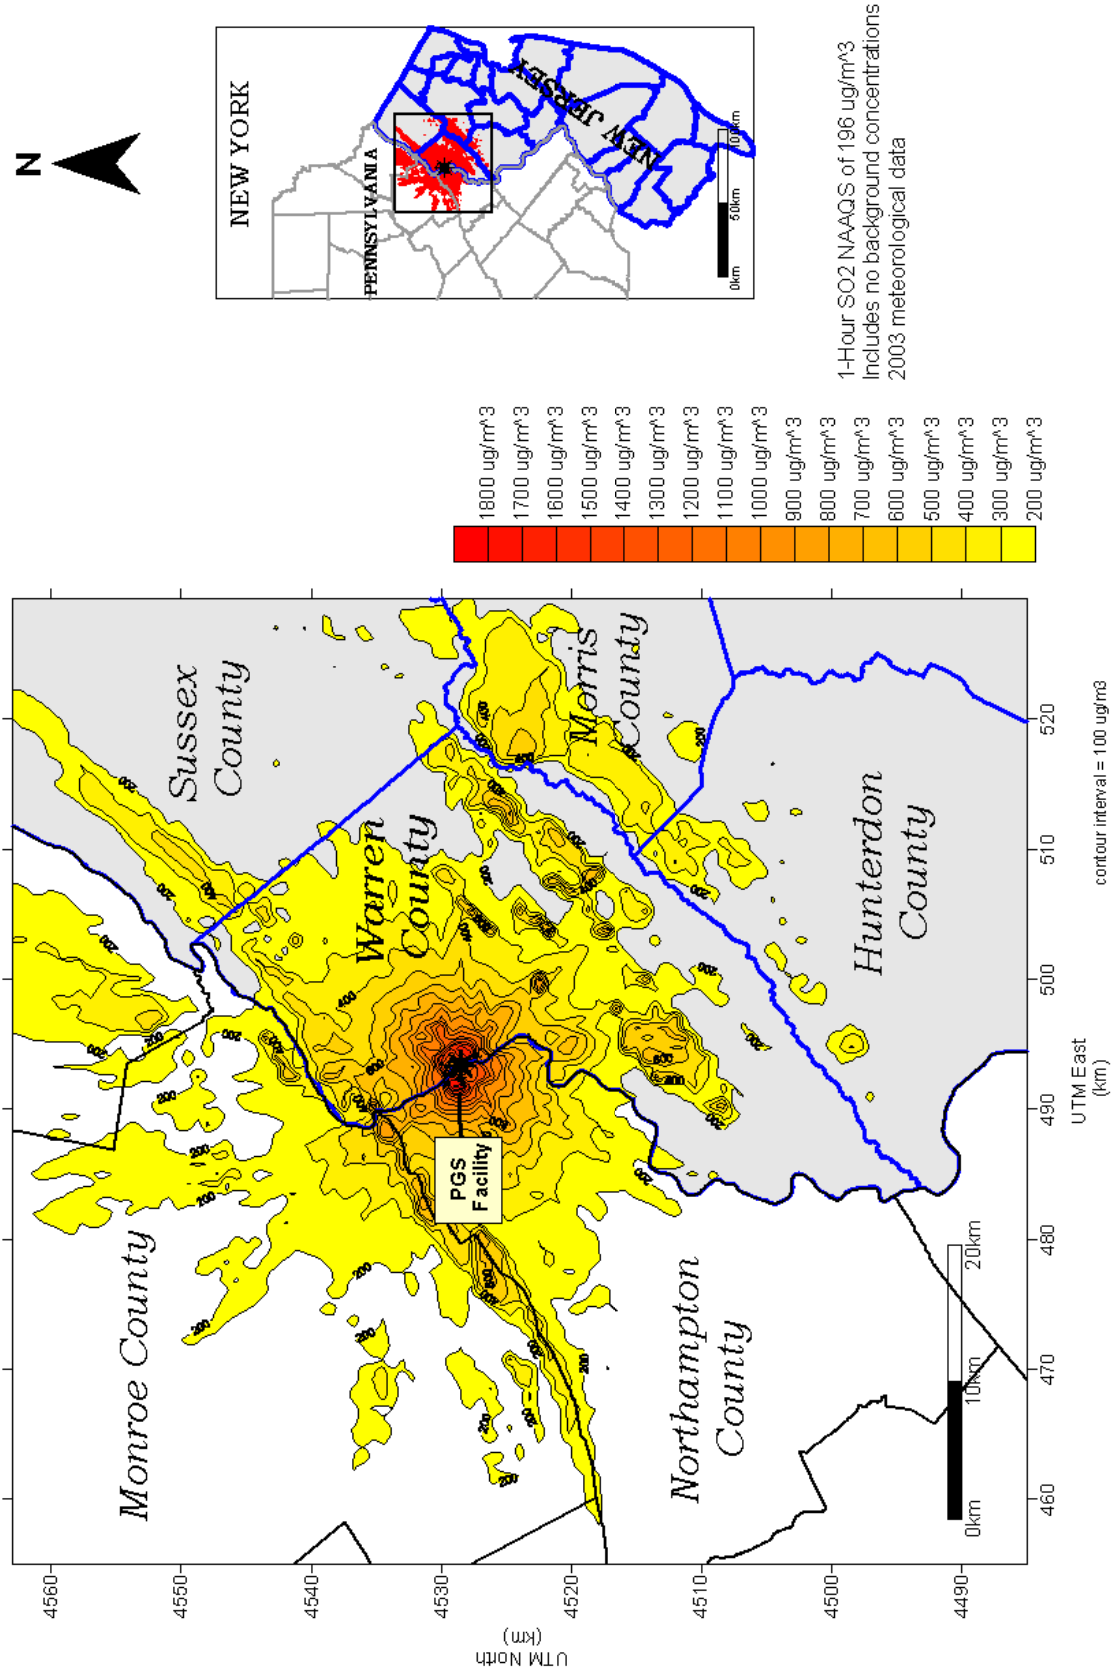 N
NEW YORK
PENNSYLVANIA
NEW JERSEY
0km
50km
100km
1-Hour SO2 NAAQS of 196 ug/m^3
Includes no background concentrations
2003 meteorological data
1800 ug/m^3
1700 ug/m^3
1600 ug/m^3
1500 ug/m^3
1400 ug/m^3
1300 ug/m^3
1200 ug/m^3
1100 ug/m^3
1000 ug/m^3
900 ug/m^3
800 ug/m^3
700 ug/m^3
600 ug/m^3
500 ug/m^3
400 ug/m^3
300 ug/m^3
200 ug/m^3
Monroe County
Sussex
County
Warren
County
Morris
County
Hunterdon
County
Northampton
County
PGS
Facility
0km
10km
20km
UTM North
(km)
4560
4550
4540
4530
4520
4510
4500
4490
460
470
480
490
500
510
520
UTM East
(km)
contour interval = 100 ug/m3